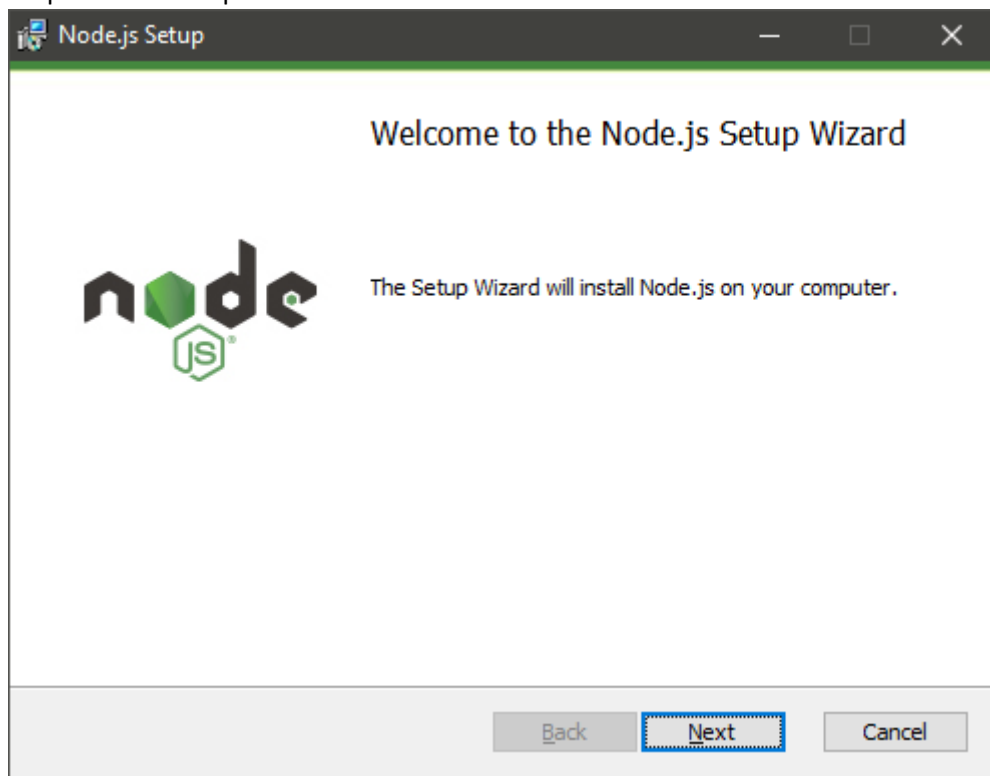 Node.js Setup
Welcome to the Node.js Setup Wizard
node
JS®
The Setup Wizard will install Node.js on your computer.
Back
Next
Cancel